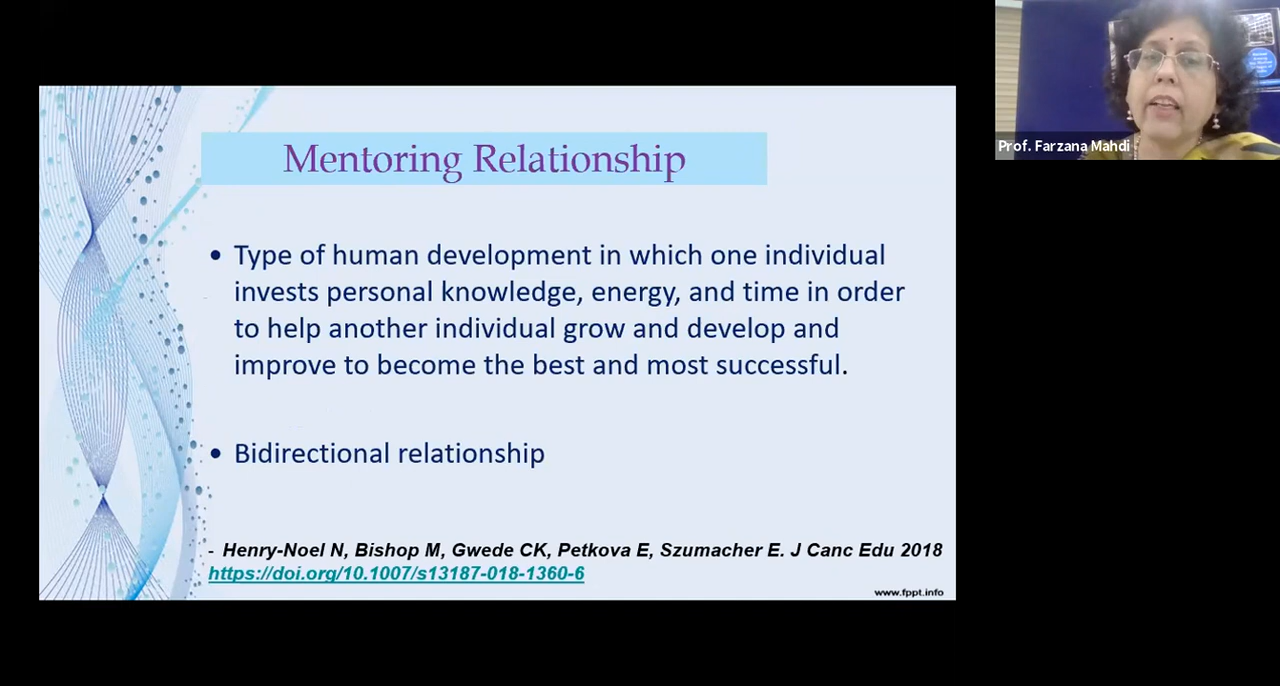 Mentoring Relationship
• Type of human development in which one individual
invests personal knowledge, energy, and time in order
to help another individual grow and develop and
improve to become the best and most successful.
• Bidirectional relationship
- Henry-Noel N, Bishop M, Gwede CK, Petkova E, Szumacher E. J Canc Edu 2018
https://doi.org/10.1007/s13187-018-1360-6
www.fppt.info
Prof. Farzana Mahdi